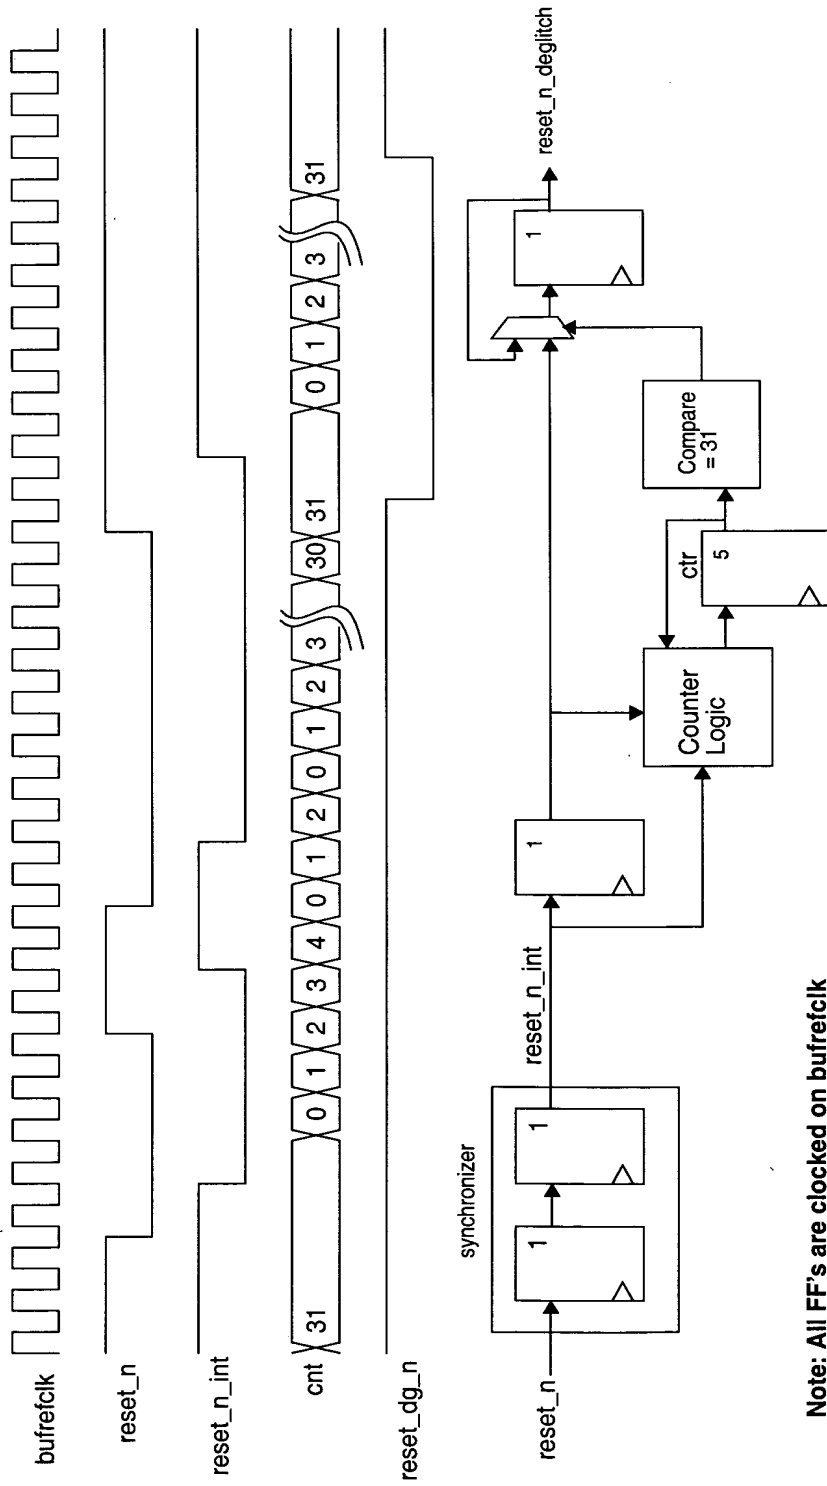 bufrefclk
reset_n
reset_n_int
cnt
31
0
1
2
3
4
0
1
2
0
1
2
3
30
31
0
1
2
3
31
reset_dg_n
reset_n
synchronizer
1
1
reset_n_int
1
Counter
Logic
ctr
5
Compare
= 31
1
reset_n_deglitch
Note: All FF's are clocked on bufrefclk